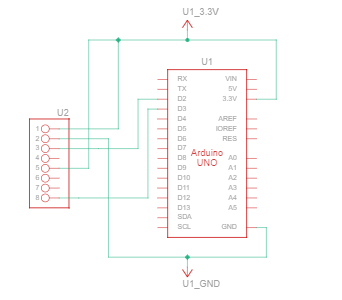 U1_3.3V
U1
U2
RX VIN
TX 5V
D2 3.3V
D3
D4 AREF
D5 IOREF
D6 RES
D7
D8 A0
D9 A1
D10 A2
D11 A3
D12 A4
D13 A5
SDA
SCL GND
Arduino
UNO
1
2
3
4
5
6
7
8
U1_GND